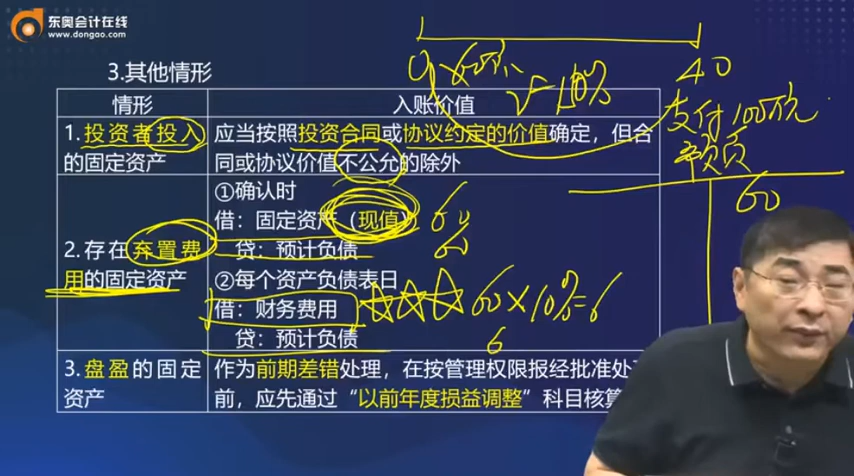 东奥会计在线
www.dongao.com
3.其他情形
情形
入账价值
1.投资者投入
的固定资产
应当按照投资合同或协议约定的价值确定，但合
同或协议价值不公允的除外
2.存在弃置费
用的固定资产
①确认时
借：固定资产（现值）
贷：预计负债
②每个资产负债表日
借：财务费用
贷：预计负债
3.盘盈的固定
资产
作为前期差错处理，在按管理权限报经批准处
前，应先通过“以前年度损益调整”科目核算
40
支付100万元
60
60
60
60×10%=6
6